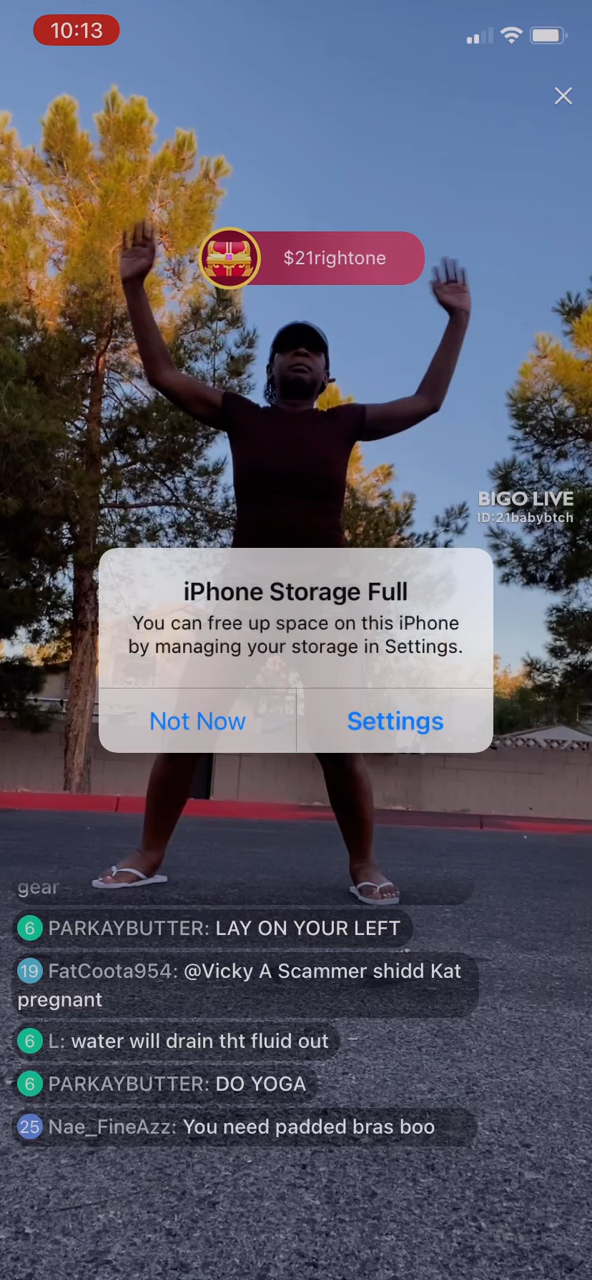 10:13
$21rightone
BIGO LIVE
ID:21babybtch
iPhone Storage Full
You can free up space on this iPhone
by managing your storage in Settings.
Not Now
Settings
gear
6 PARKAYBUTTER: LAY ON YOUR LEFT
19 FatCoota954: @Vicky A Scammer shidd Kat
pregnant
6 L: water will drain tht fluid out
6 PARKAYBUTTER: DO YOGA
25 Nae_FineAzz: You need padded bras boo